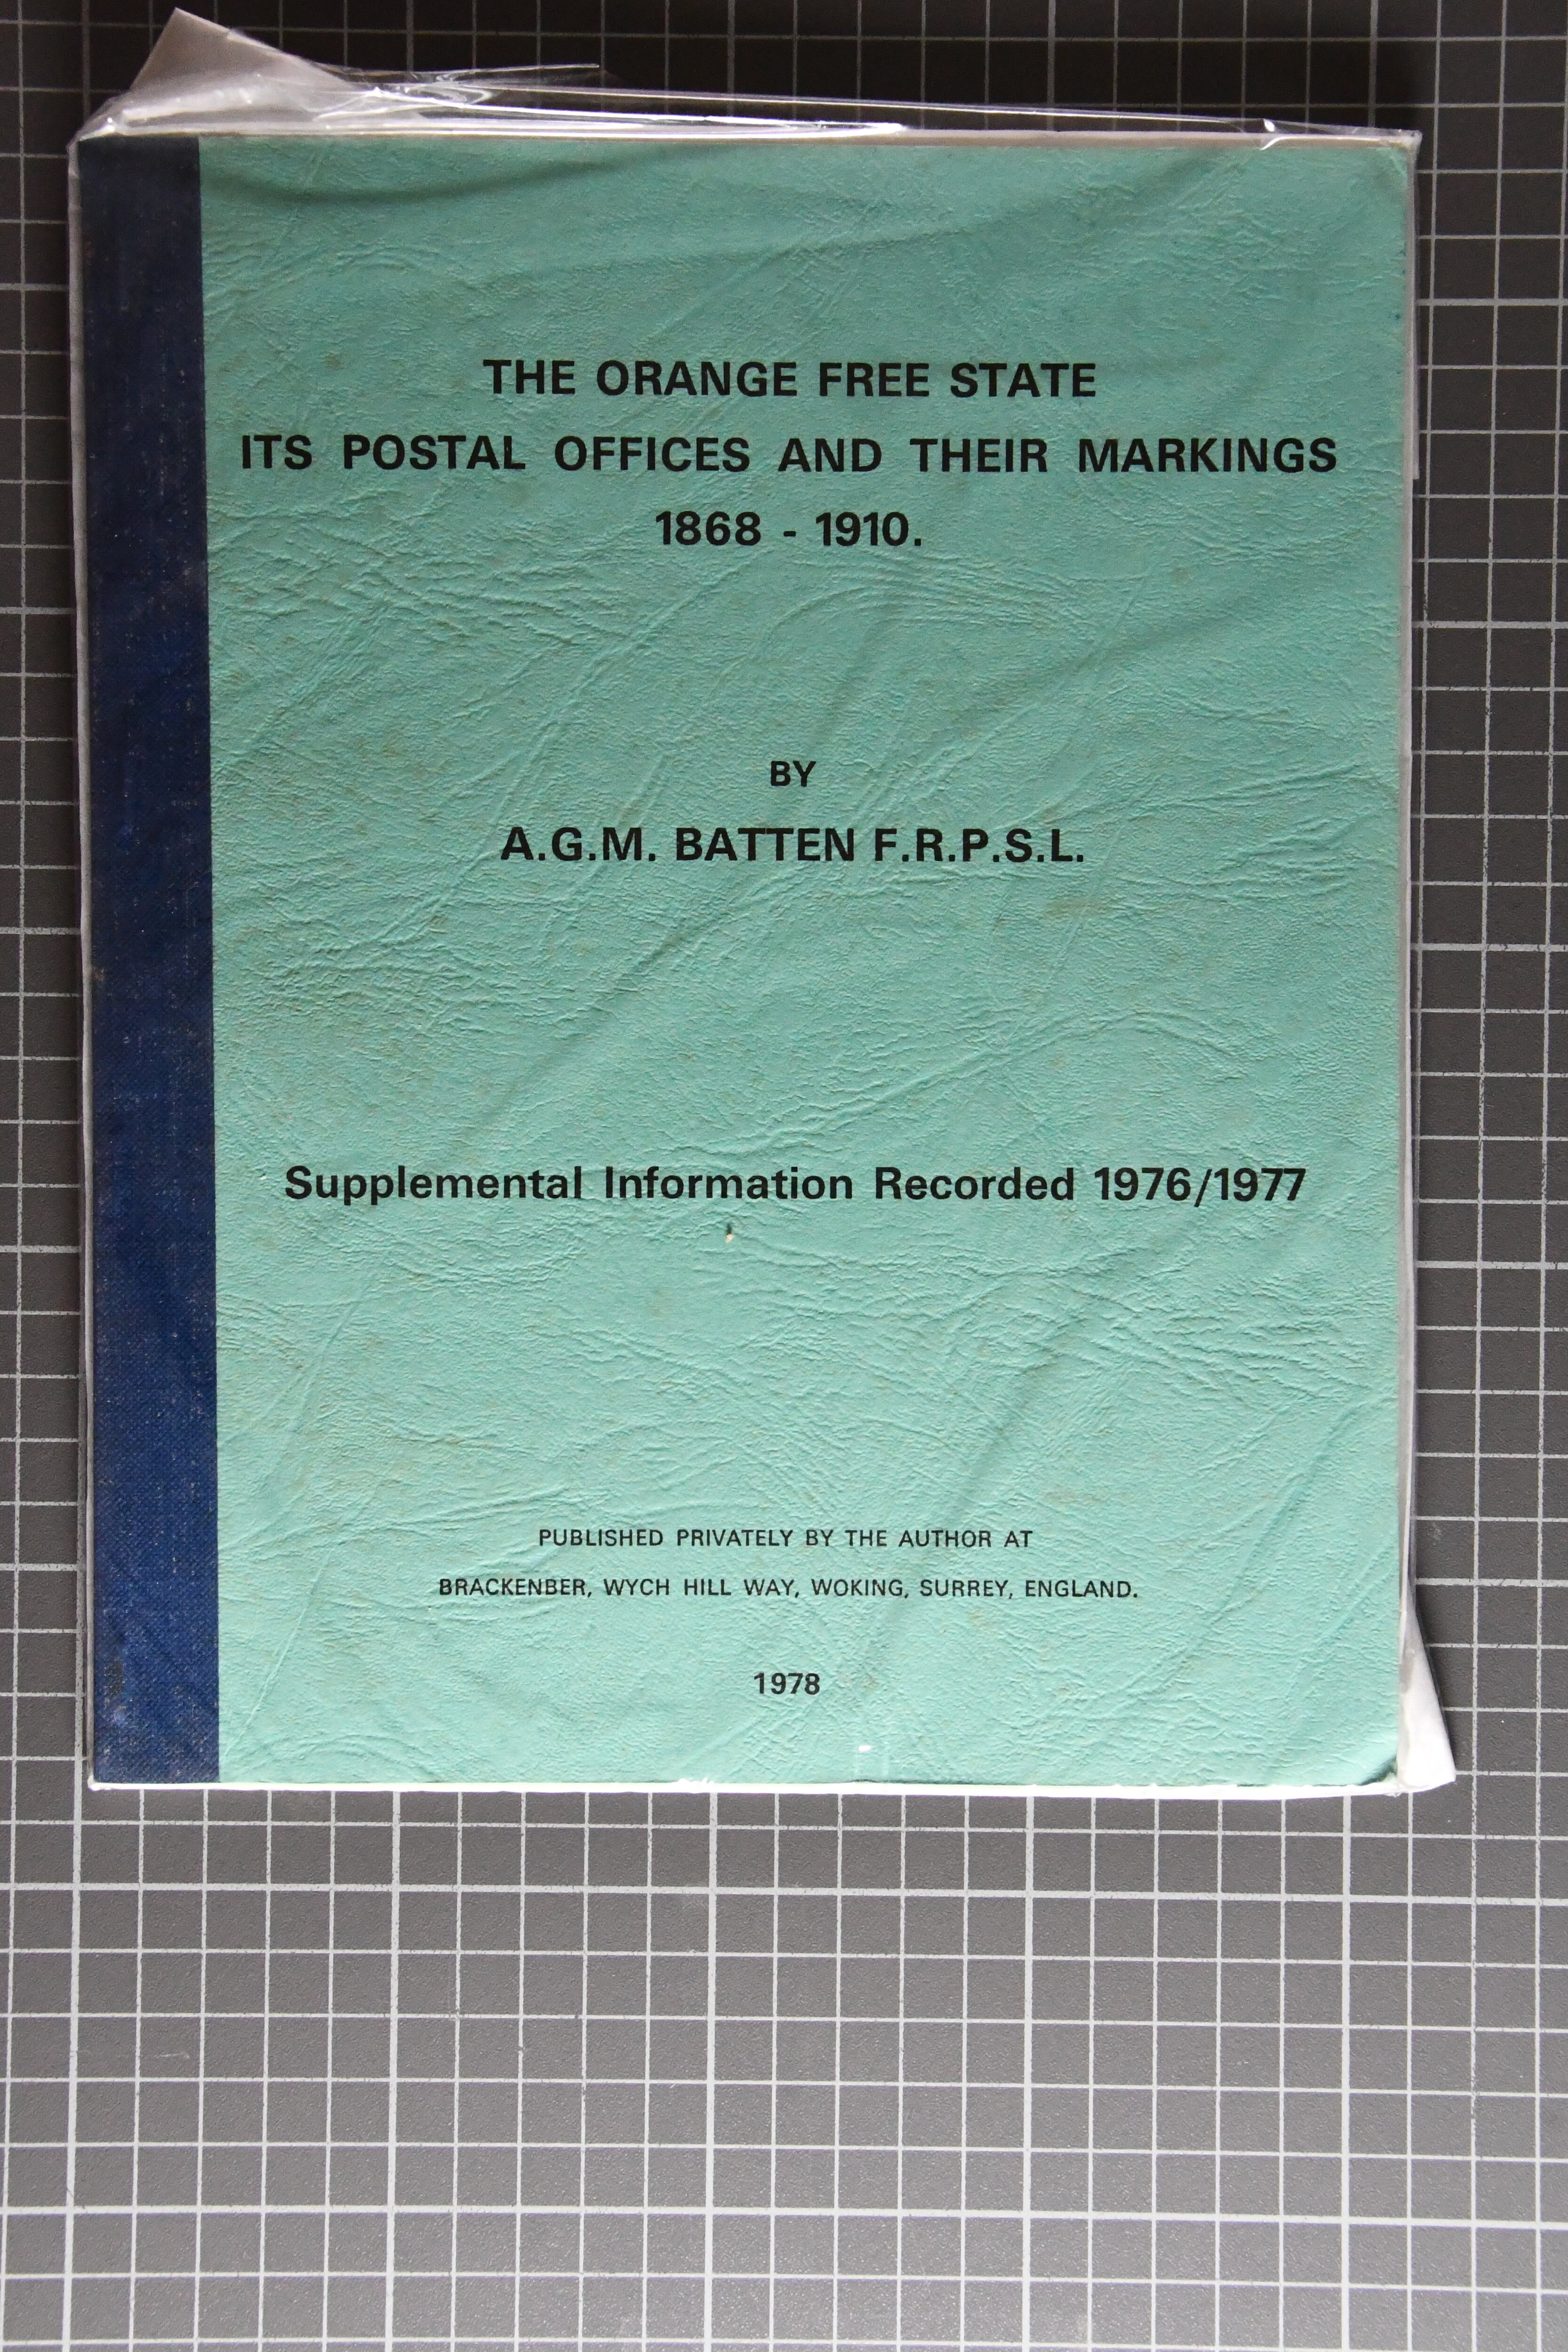 THE ORANGE FREE STATE
ITS POSTAL OFFICES AND THEIR MARKINGS
1868 - 1910.
BY
A.G.M. BATTEN F.R.P.S.L.
Supplemental Information Recorded 1976/1977
PUBLISHED PRIVATELY BY THE AUTHOR AT
BRACKENBER, WYCH HILL WAY, WOKING, SURREY, ENGLAND.
1978